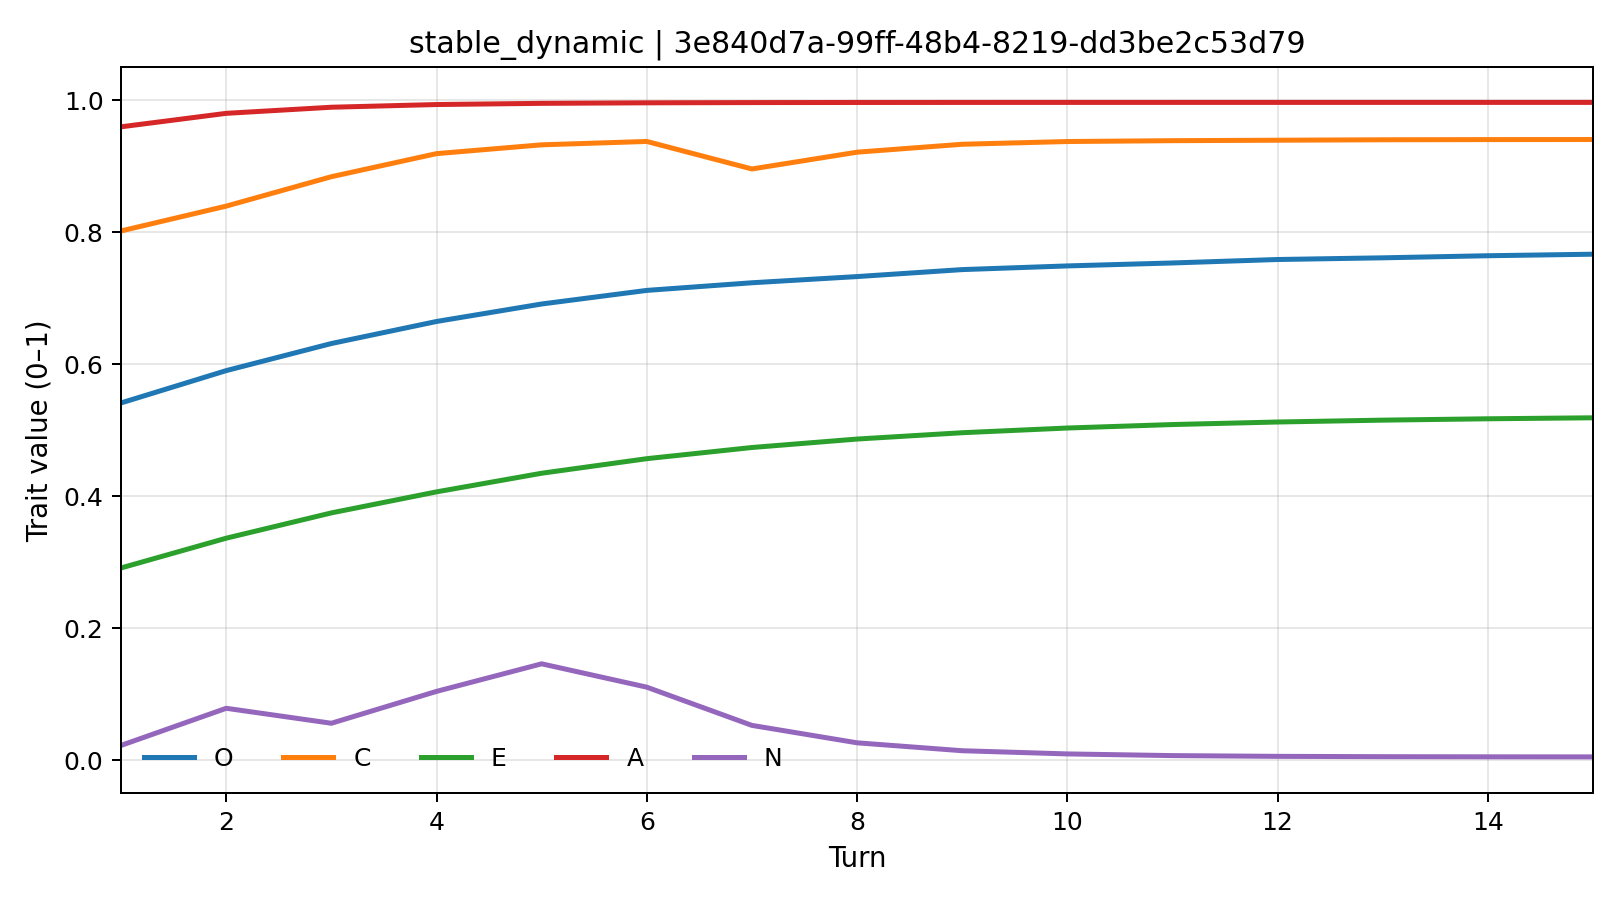 stable_dynamic | 3e840d7a-99ff-48b4-8219-dd3be2c53d79
Trait value (0–1)
1.0
0.8
0.6
0.4
0.2
0.0
O C E A N
2 4 6 8 10 12 14
Turn